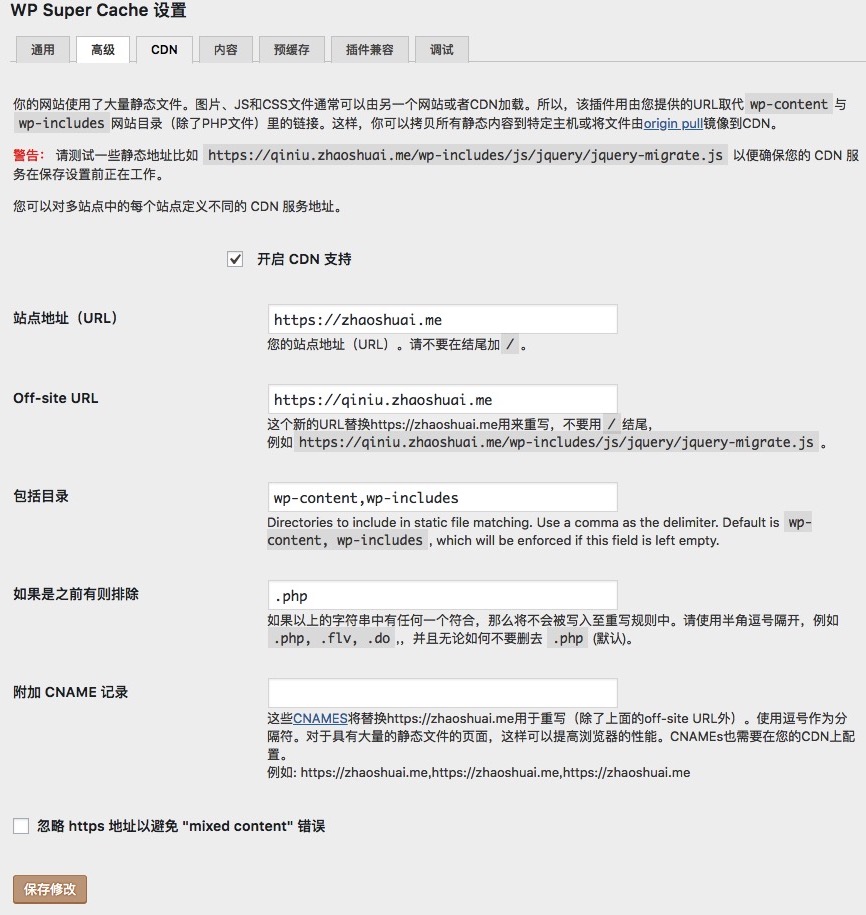 WP Super Cache 设置
通用 高级 CDN 内容 预缓存 插件兼容 调试
你的网站使用了大量静态文件。图片、JS和CSS文件通常可以由另一个网站或者CDN加载。所以，该插件用由您提供的URL取代 wp-content 与
wp-includes 网站目录（除了PHP文件）里的链接。这样，你可以拷贝所有静态内容到特定主机或将文件由origin pull镜像到CDN。
警告： 请测试一些静态地址比如 https://qiniu.zhaoshuai.me/wp-includes/js/jquery/jquery-migrate.js 以便确保您的 CDN 服
务在保存设置前正在工作。
您可以对多站点中的每个站点定义不同的 CDN 服务地址。
开启 CDN 支持
站点地址（URL）
https://zhaoshuai.me
您的站点地址（URL）。请不要在结尾加 / 。
Off-site URL
https://qiniu.zhaoshuai.me
这个新的URL替换https://zhaoshuai.me用来重写，不要用 / 结尾，
例如 https://qiniu.zhaoshuai.me/wp-includes/js/jquery/jquery-migrate.js 。
包括目录
wp-content,wp-includes
Directories to include in static file matching. Use a comma as the delimiter. Default is wp-
content, wp-includes , which will be enforced if this field is left empty.
如果是之前有则排除
.php
如果以上的字符串中有任何一个符合，那么将不会被写入至重写规则中。请使用半角逗号隔开，例如
.php, .flv, .do ,，并且无论如何不要删去 .php (默认)。
附加 CNAME 记录
这些CNAMES将替换https://zhaoshuai.me用于重写（除了上面的off-site URL外）。使用逗号作为分
隔符。对于具有大量的静态文件的页面，这样可以提高浏览器的性能。CNAMEs也需要在您的CDN上配
置。
例如: https://zhaoshuai.me,https://zhaoshuai.me,https://zhaoshuai.me
忽略 https 地址以避免 "mixed content" 错误
保存修改